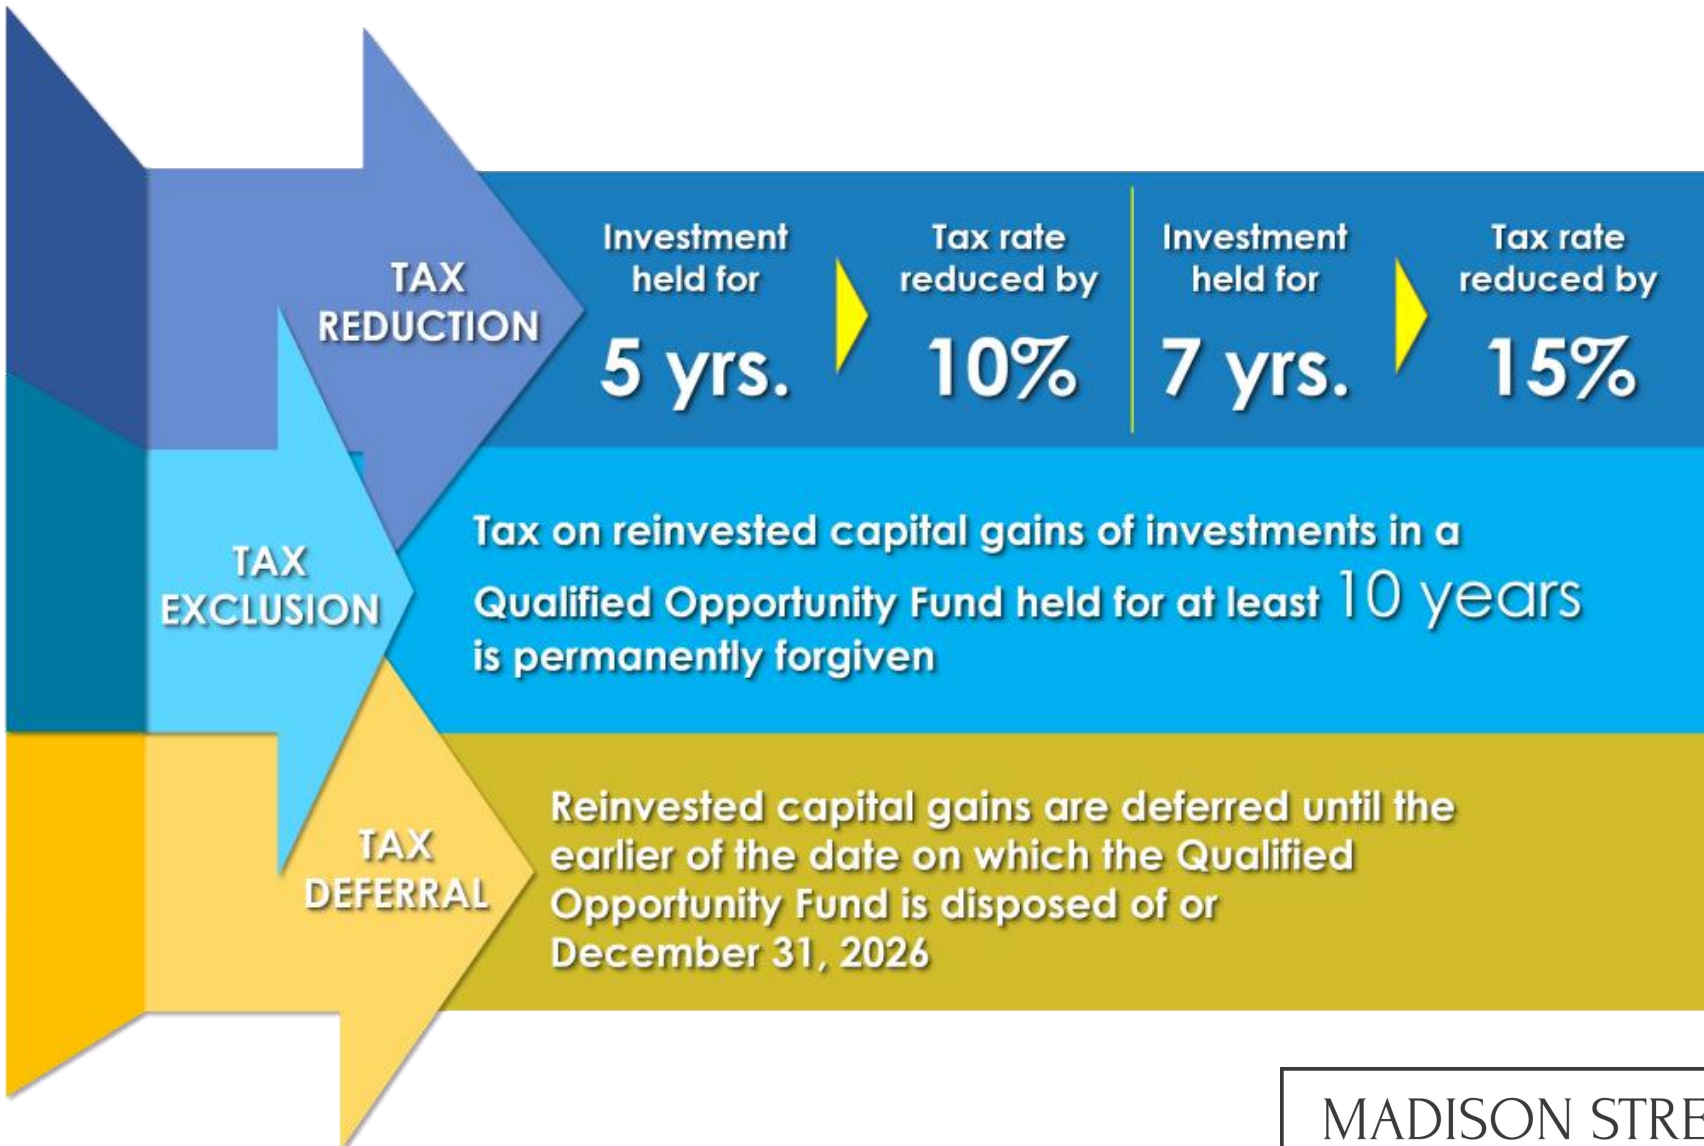 TAX
REDUCTION
Investment
held for
5 yrs.
Tax rate
reduced by
10%
Investment
held for
7 yrs.
Tax rate
reduced by
15%
TAX
EXCLUSION
Tax on reinvested capital gains of investments in a
Qualified Opportunity Fund held for at least 10 years
is permanently forgiven
TAX
DEFERRAL
Reinvested capital gains are deferred until the
earlier of the date on which the Qualified
Opportunity Fund is disposed of or
December 31, 2026
MADISON